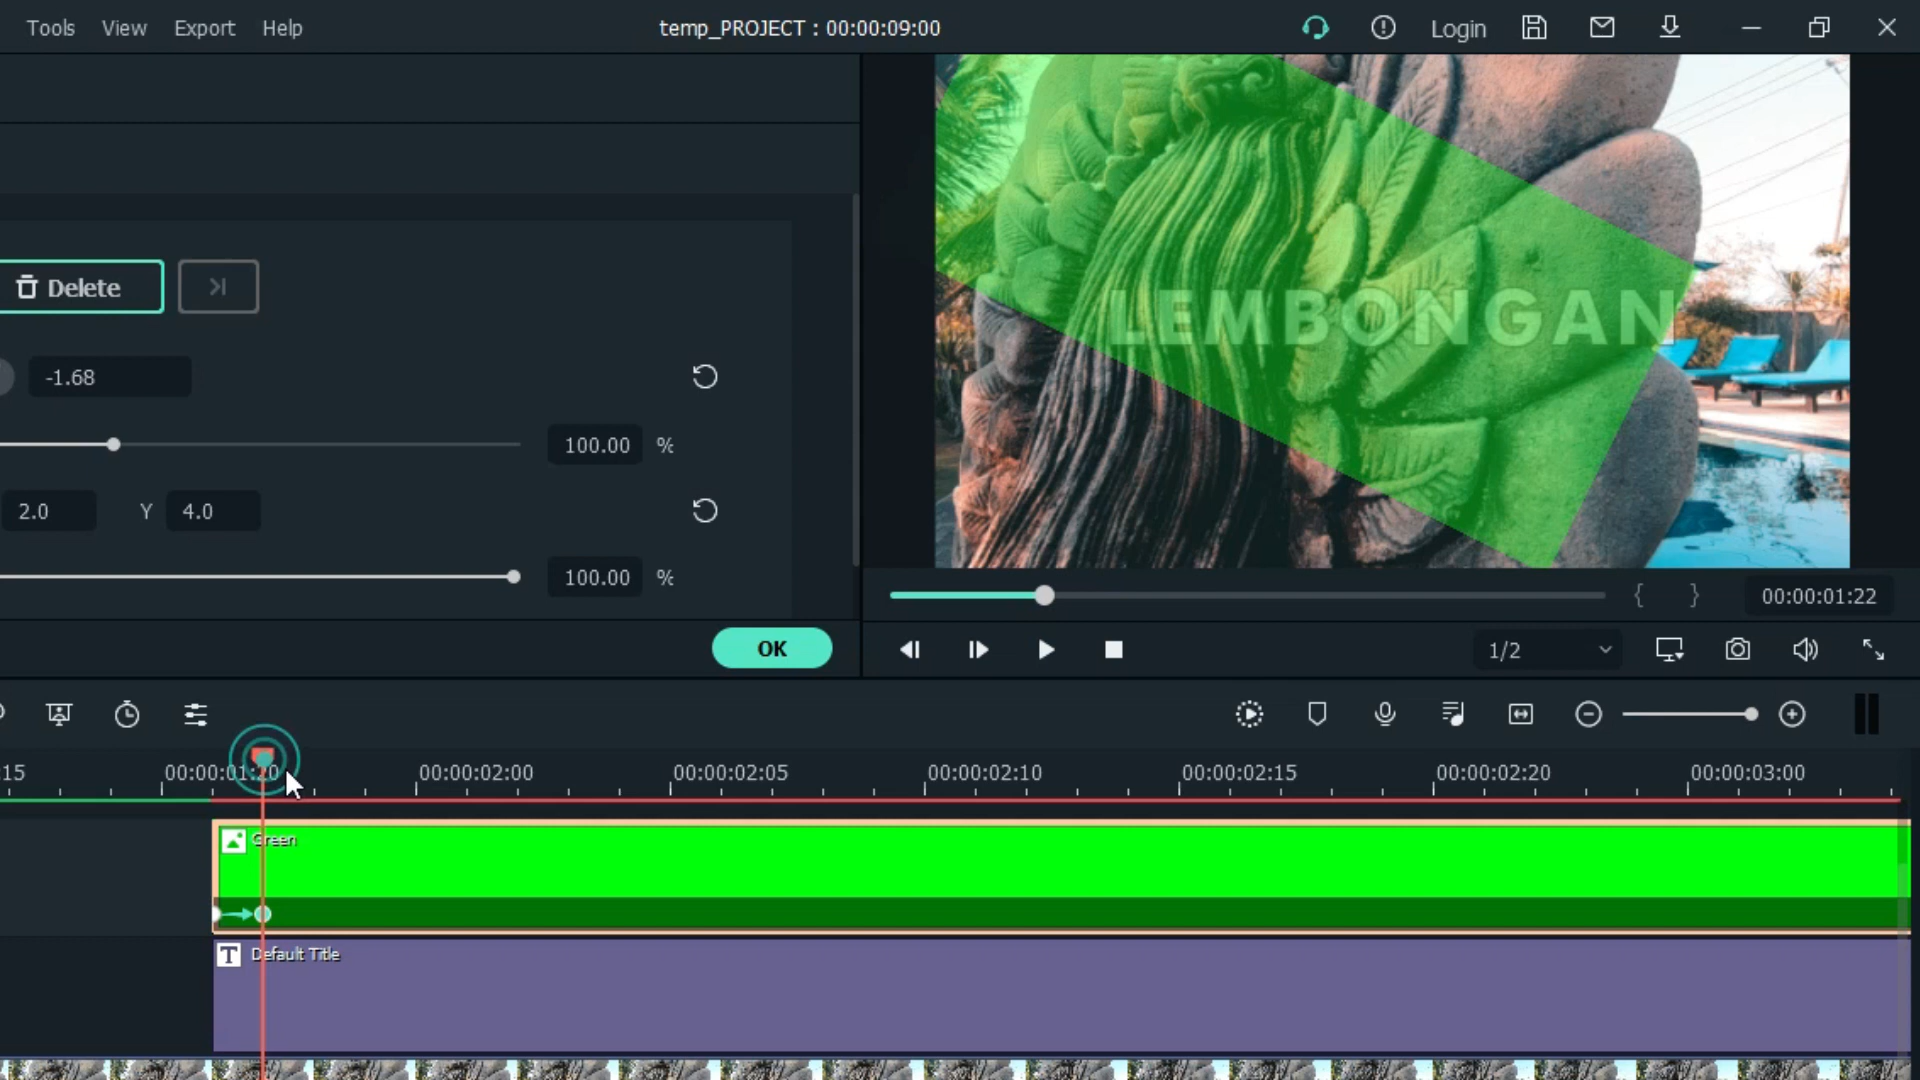 Tools View Export Help
temp_PROJECT : 00:00:09:00
Login
Delete
-1.68
100.00 %
2.0 Y 4.0
100.00 %
OK
LEMBONGAN
{ } 00:00:01:22
1/2
:15 00:00:01:20 00:00:02:00 00:00:02:05 00:00:02:10 00:00:02:15 00:00:02:20 00:00:03:00
Green
T Default Title